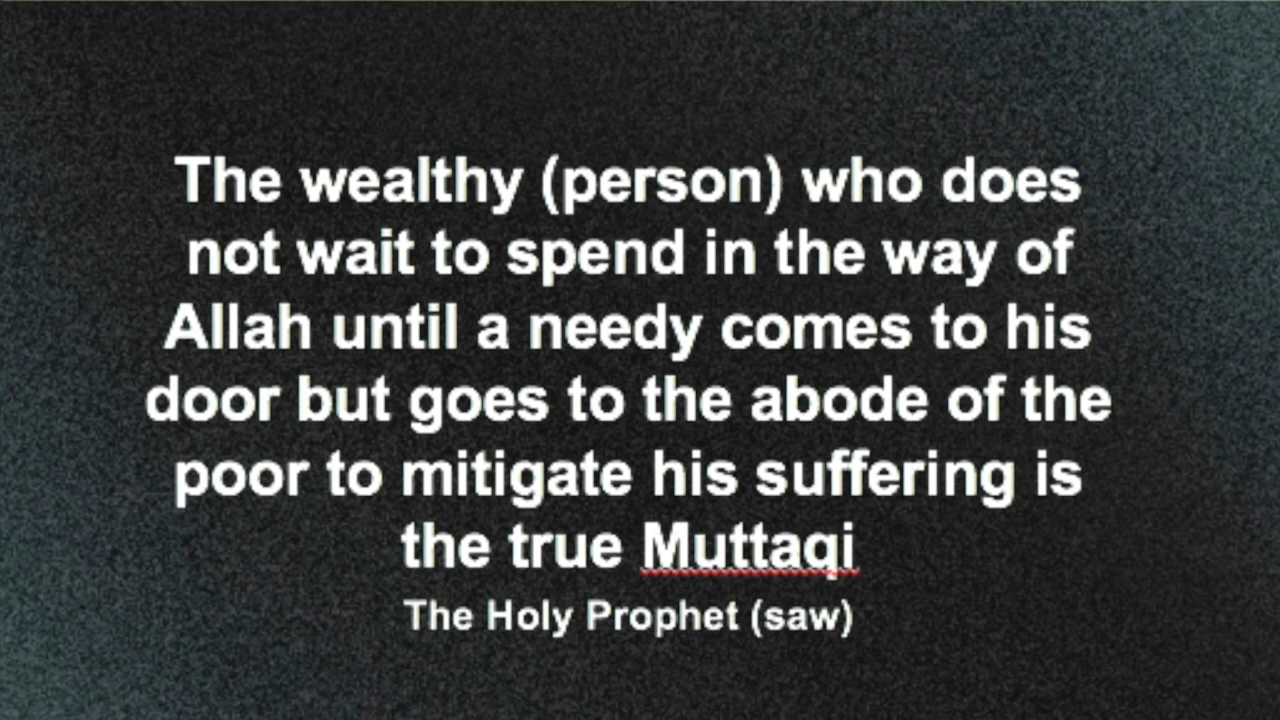 The wealthy (person) who does
not wait to spend in the way of
Allah until a needy comes to his
door but goes to the abode of the
poor to mitigate his suffering is
the true Muttaqi
The Holy Prophet (saw)